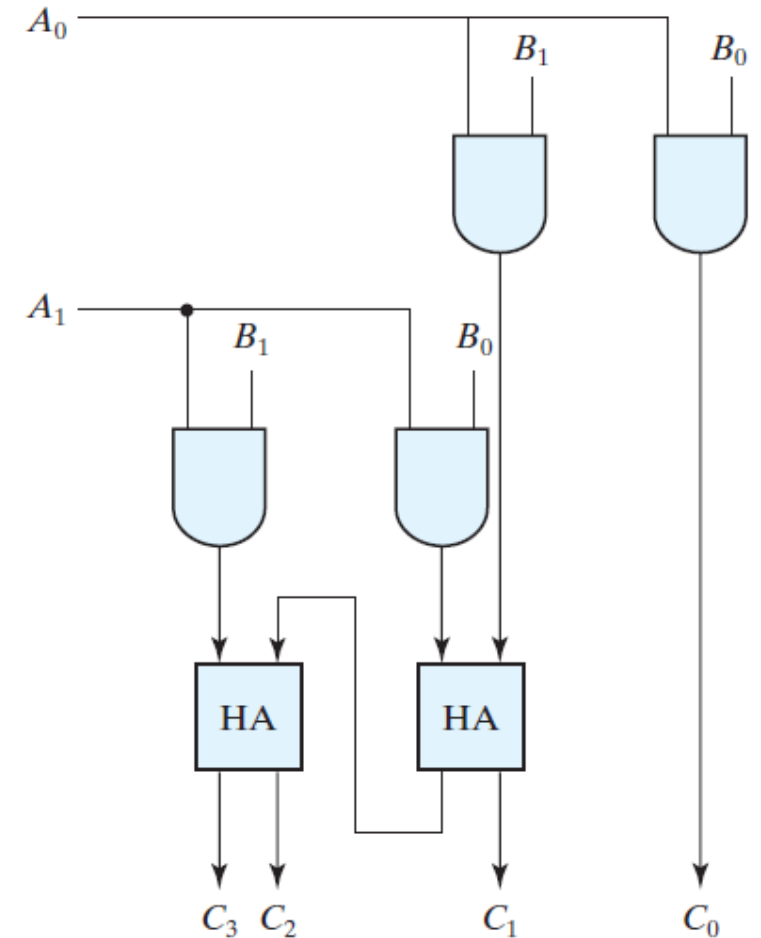 A₀
B₁ B₀
A₁
B₁ B₀
HA HA
C₃ C₂ C₁ C₀